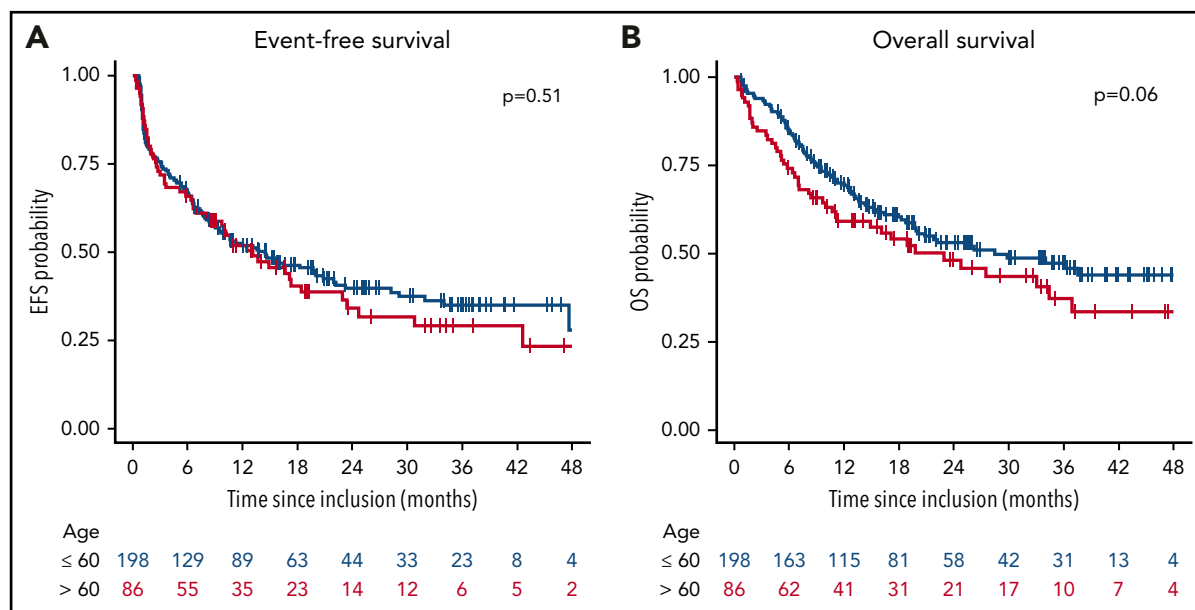 A Event-free survival
1.00
0.75
0.50
0.25
0.00
EFS probability
p=0.51
0 6 12 18 24 30 36 42 48
Time since inclusion (months)
Age
≤ 60 198 129 89 63 44 33 23 8 4
> 60 86 55 35 23 14 12 6 5 2
B Overall survival
1.00
0.75
0.50
0.25
0.00
OS probability
p=0.06
0 6 12 18 24 30 36 42 48
Time since inclusion (months)
Age
≤ 60 198 163 115 81 58 42 31 13 4
> 60 86 62 41 31 21 17 10 7 4